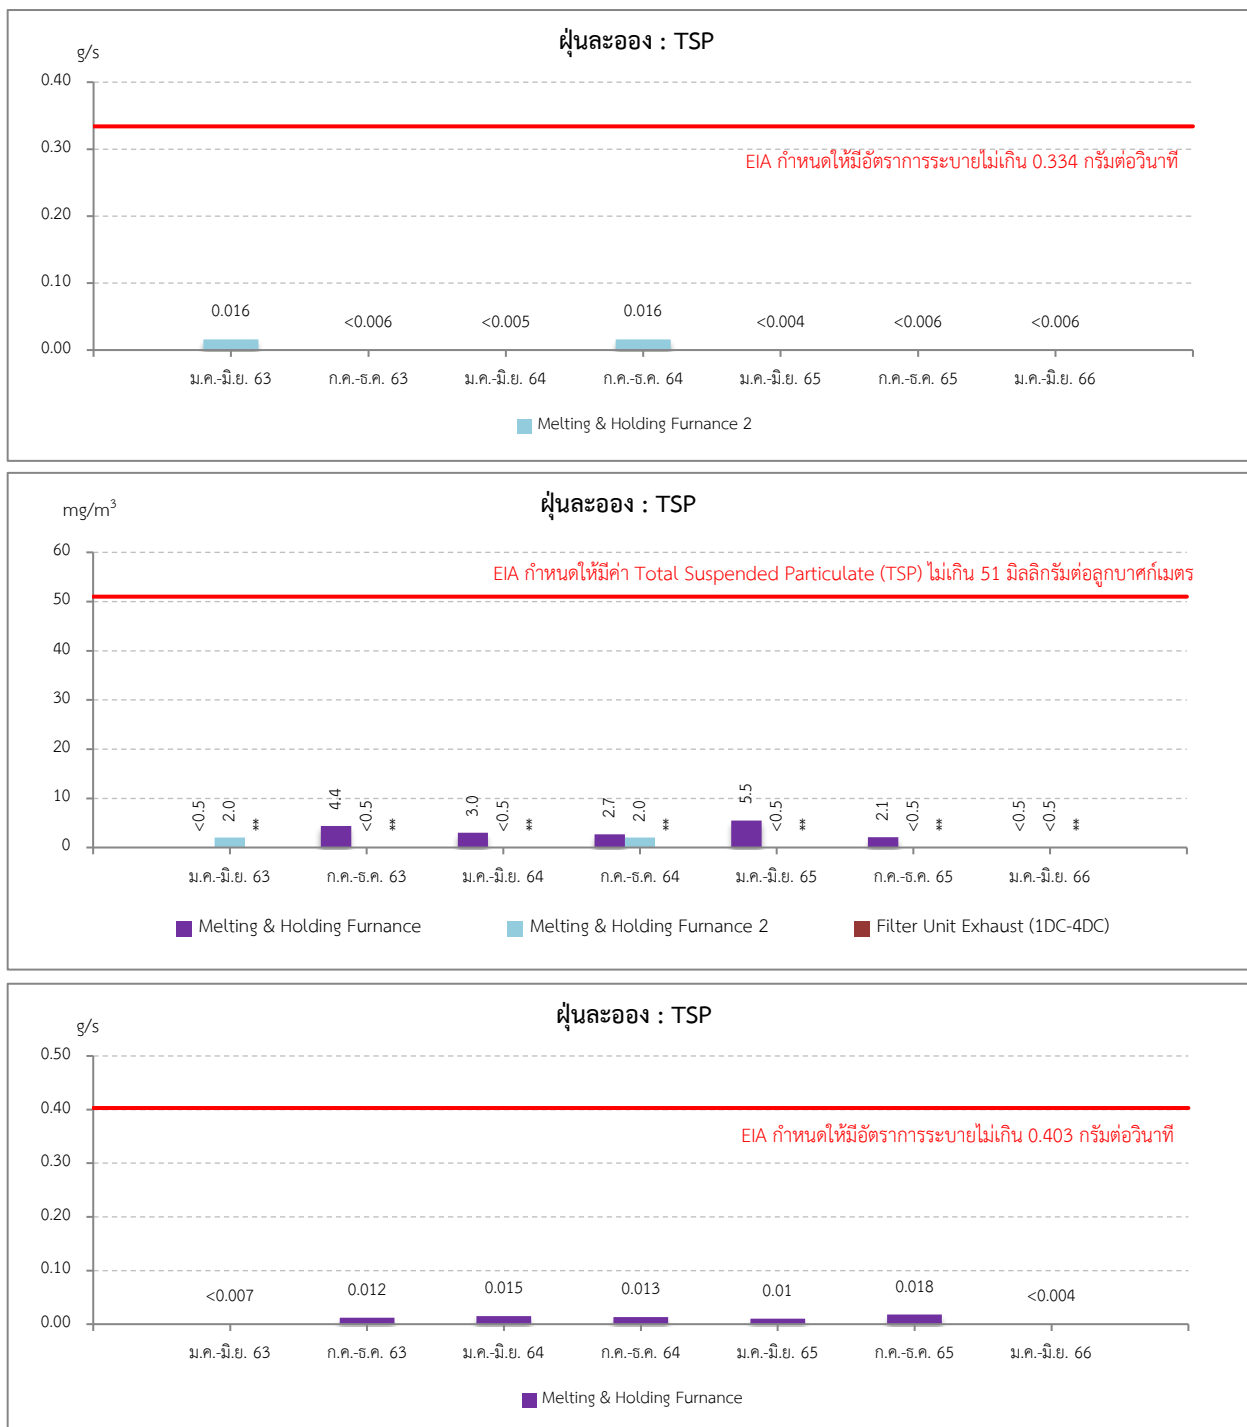 ฝุ่นละออง : TSP
g/s
0.40
0.30
EIA กำหนดให้มีอัตราการระบายไม่เกิน 0.334 กรัมต่อวินาที
0.20
0.10
0.016 <0.006 <0.005 0.016 <0.004 <0.006 <0.006
0.00
ม.ค.-มิ.ย. 63 ก.ค.-ธ.ค. 63 ม.ค.-มิ.ย. 64 ก.ค.-ธ.ค. 64 ม.ค.-มิ.ย. 65 ก.ค.-ธ.ค. 65 ม.ค.-มิ.ย. 66
Melting & Holding Furnance 2
ฝุ่นละออง : TSP
mg/m³
60
EIA กำหนดให้มีค่า Total Suspended Particulate (TSP) ไม่เกิน 51 มิลลิกรัมต่อลูกบาศก์เมตร
50
40
30
20
10
<0.5 2.0 ** 4.4 <0.5 ** 3.0 <0.5 ** 2.7 2.0 ** 5.5 <0.5 ** 2.1 <0.5 ** <0.5 <0.5 **
0
ม.ค.-มิ.ย. 63 ก.ค.-ธ.ค. 63 ม.ค.-มิ.ย. 64 ก.ค.-ธ.ค. 64 ม.ค.-มิ.ย. 65 ก.ค.-ธ.ค. 65 ม.ค.-มิ.ย. 66
Melting & Holding Furnance Melting & Holding Furnance 2 Filter Unit Exhaust (1DC-4DC)
ฝุ่นละออง : TSP
g/s
0.50
0.40
EIA กำหนดให้มีอัตราการระบายไม่เกิน 0.403 กรัมต่อวินาที
0.30
0.20
0.10
<0.007 0.012 0.015 0.013 0.01 0.018 <0.004
0.00
ม.ค.-มิ.ย. 63 ก.ค.-ธ.ค. 63 ม.ค.-มิ.ย. 64 ก.ค.-ธ.ค. 64 ม.ค.-มิ.ย. 65 ก.ค.-ธ.ค. 65 ม.ค.-มิ.ย. 66
Melting & Holding Furnance